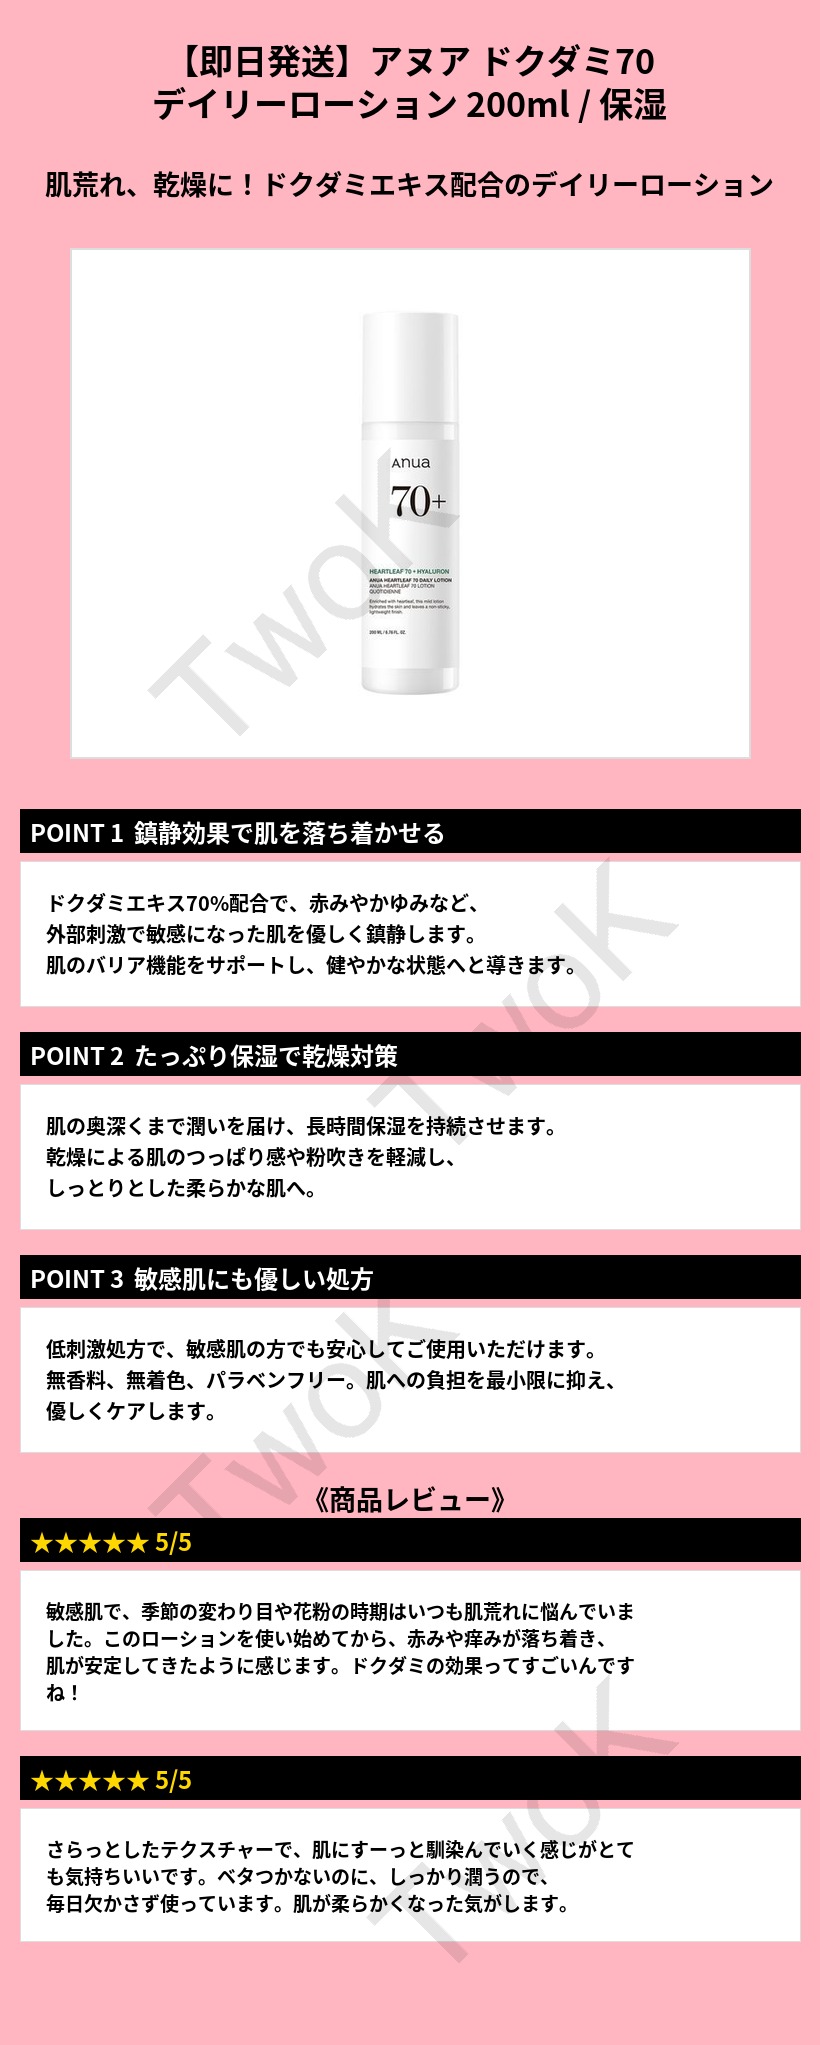 【即日発送】アヌア ドクダミ70
デイリーローション 200ml / 保湿
肌荒れ、乾燥に！ドクダミエキス配合のデイリーローション
Anua
70+
HEARTLEAF 70 + HYALURON
ANUA HEARTLEAF 70 DAILY LOTION
ANUA HEARTLEAF 70 LOTION
QUOTIDIENNE
Enriched with heartleaf, this mild lotion
hydrates the skin and leaves a non-sticky,
lightweight finish.
200 ML / 6.76 FL. OZ.
TwoK
POINT 1 鎮静効果で肌を落ち着かせる
ドクダミエキス70%配合で、赤みやかゆみなど、
外部刺激で敏感になった肌を優しく鎮静します。
肌のバリア機能をサポートし、健やかな状態へと導きます。
TwoK
POINT 2 たっぷり保湿で乾燥対策
肌の奥深くまで潤いを届け、長時間保湿を持続させます。
乾燥による肌のつっぱり感や粉吹きを軽減し、
しっとりとした柔らかな肌へ。
POINT 3 敏感肌にも優しい処方
低刺激処方で、敏感肌の方でも安心してご使用いただけます。
無香料、無着色、パラベンフリー。肌への負担を最小限に抑え、
優しくケアします。
TwoK
《商品レビュー》
★★★★★ 5/5
敏感肌で、季節の変わり目や花粉の時期はいつも肌荒れに悩んでいま
した。このローションを使い始めてから、赤みや痒みが落ち着き、
肌が安定してきたように感じます。ドクダミの効果ってすごいんです
ね！
★★★★★ 5/5
さらっとしたテクスチャーで、肌にすーっと馴染んでいく感じがとて
も気持ちいいです。ベタつかないのに、しっかり潤うので、
毎日欠かさず使っています。肌が柔らかくなった気がします。
TwoK